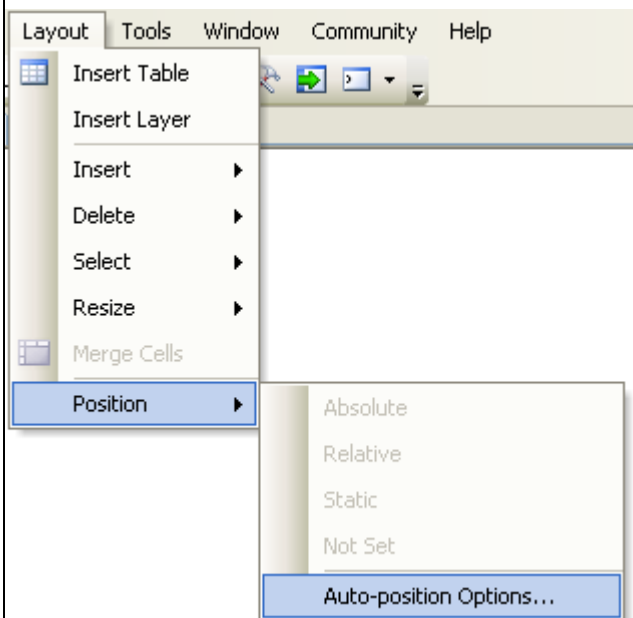 Layout Tools Window Community Help
Insert Table
Insert Layer
Insert
Delete
Select
Resize
Merge Cells
Position
Absolute
Relative
Static
Not Set
Auto-position Options...